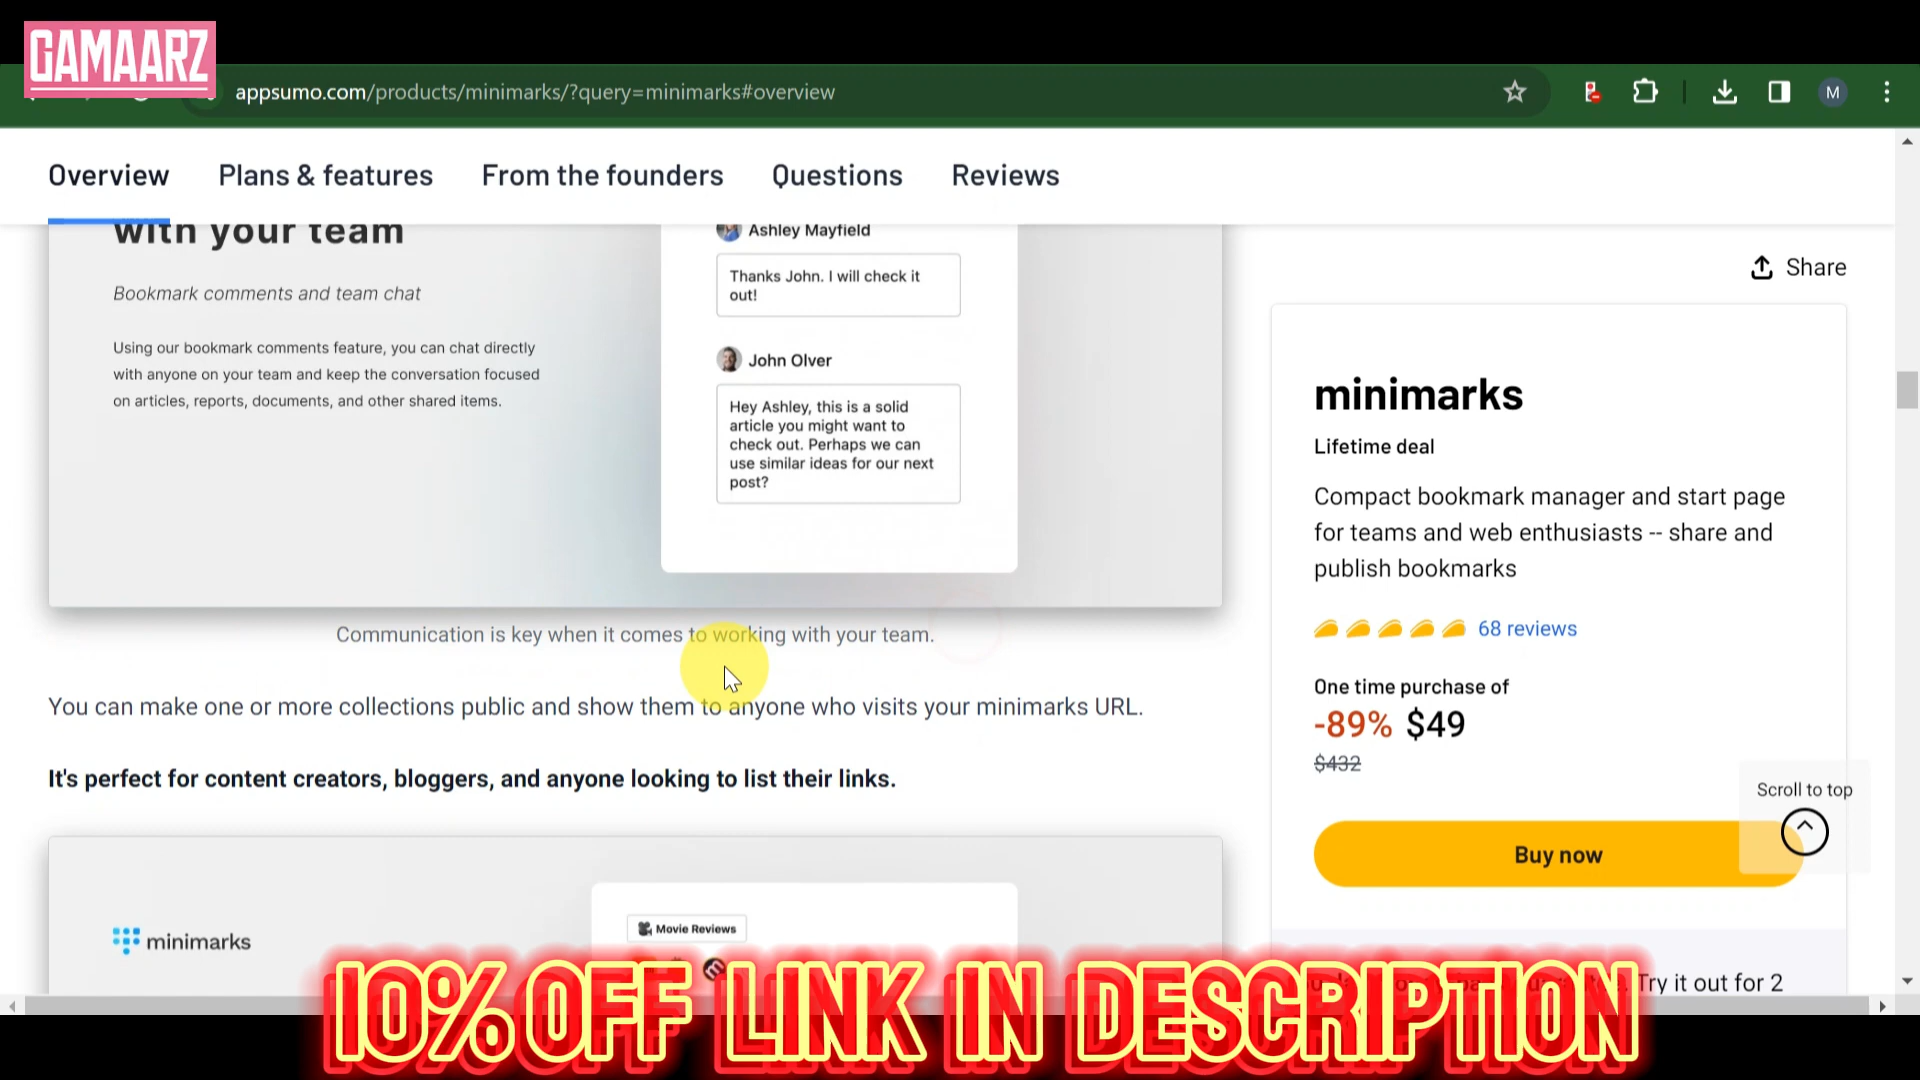 GAMAARZ
appsumo.com/products/minimarks/?query=minimarks#overview
M
Overview
Plans & features
From the founders
Questions
Reviews
with your team
Bookmark comments and team chat
Using our bookmark comments feature, you can chat directly
with anyone on your team and keep the conversation focused
on articles, reports, documents, and other shared items.
Ashley Mayfield
Thanks John. I will check it
out!
John Olver
Hey Ashley, this is a solid
article you might want to
check out. Perhaps we can
use similar ideas for our next
post?
Communication is key when it comes to working with your team.
You can make one or more collections public and show them to anyone who visits your minimarks URL.
It's perfect for content creators, bloggers, and anyone looking to list their links.
minimarks
Movie Reviews
Share
minimarks
Lifetime deal
Compact bookmark manager and start page
for teams and web enthusiasts -- share and
publish bookmarks
68 reviews
One time purchase of
-89% $49
$432
Scroll to top
Buy now
Try it out for 2
10% OFF LINK IN DESCRIPTION